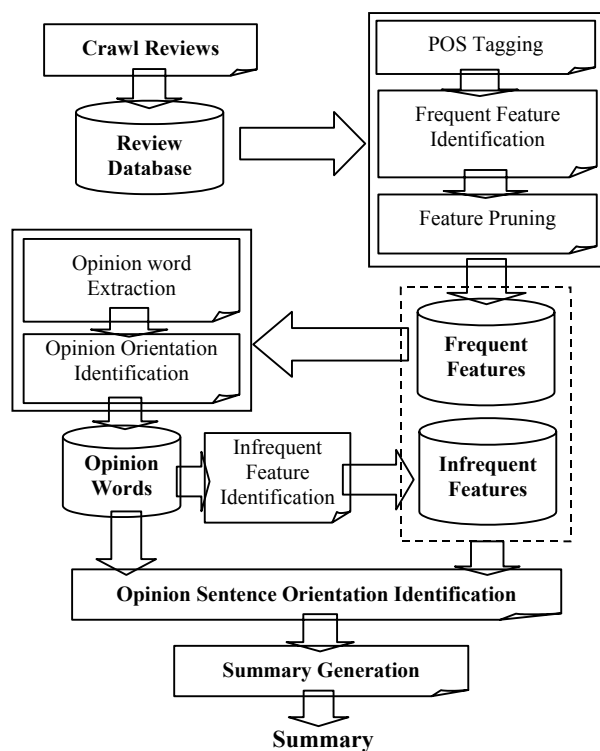 Crawl Reviews
Review
Database
POS Tagging
Frequent Feature
Identification
Feature Pruning
Opinion word
Extraction
Opinion Orientation
Identification
Frequent
Features
Opinion
Words
Infrequent
Feature
Identification
Infrequent
Features
Opinion Sentence Orientation Identification
Summary Generation
Summary